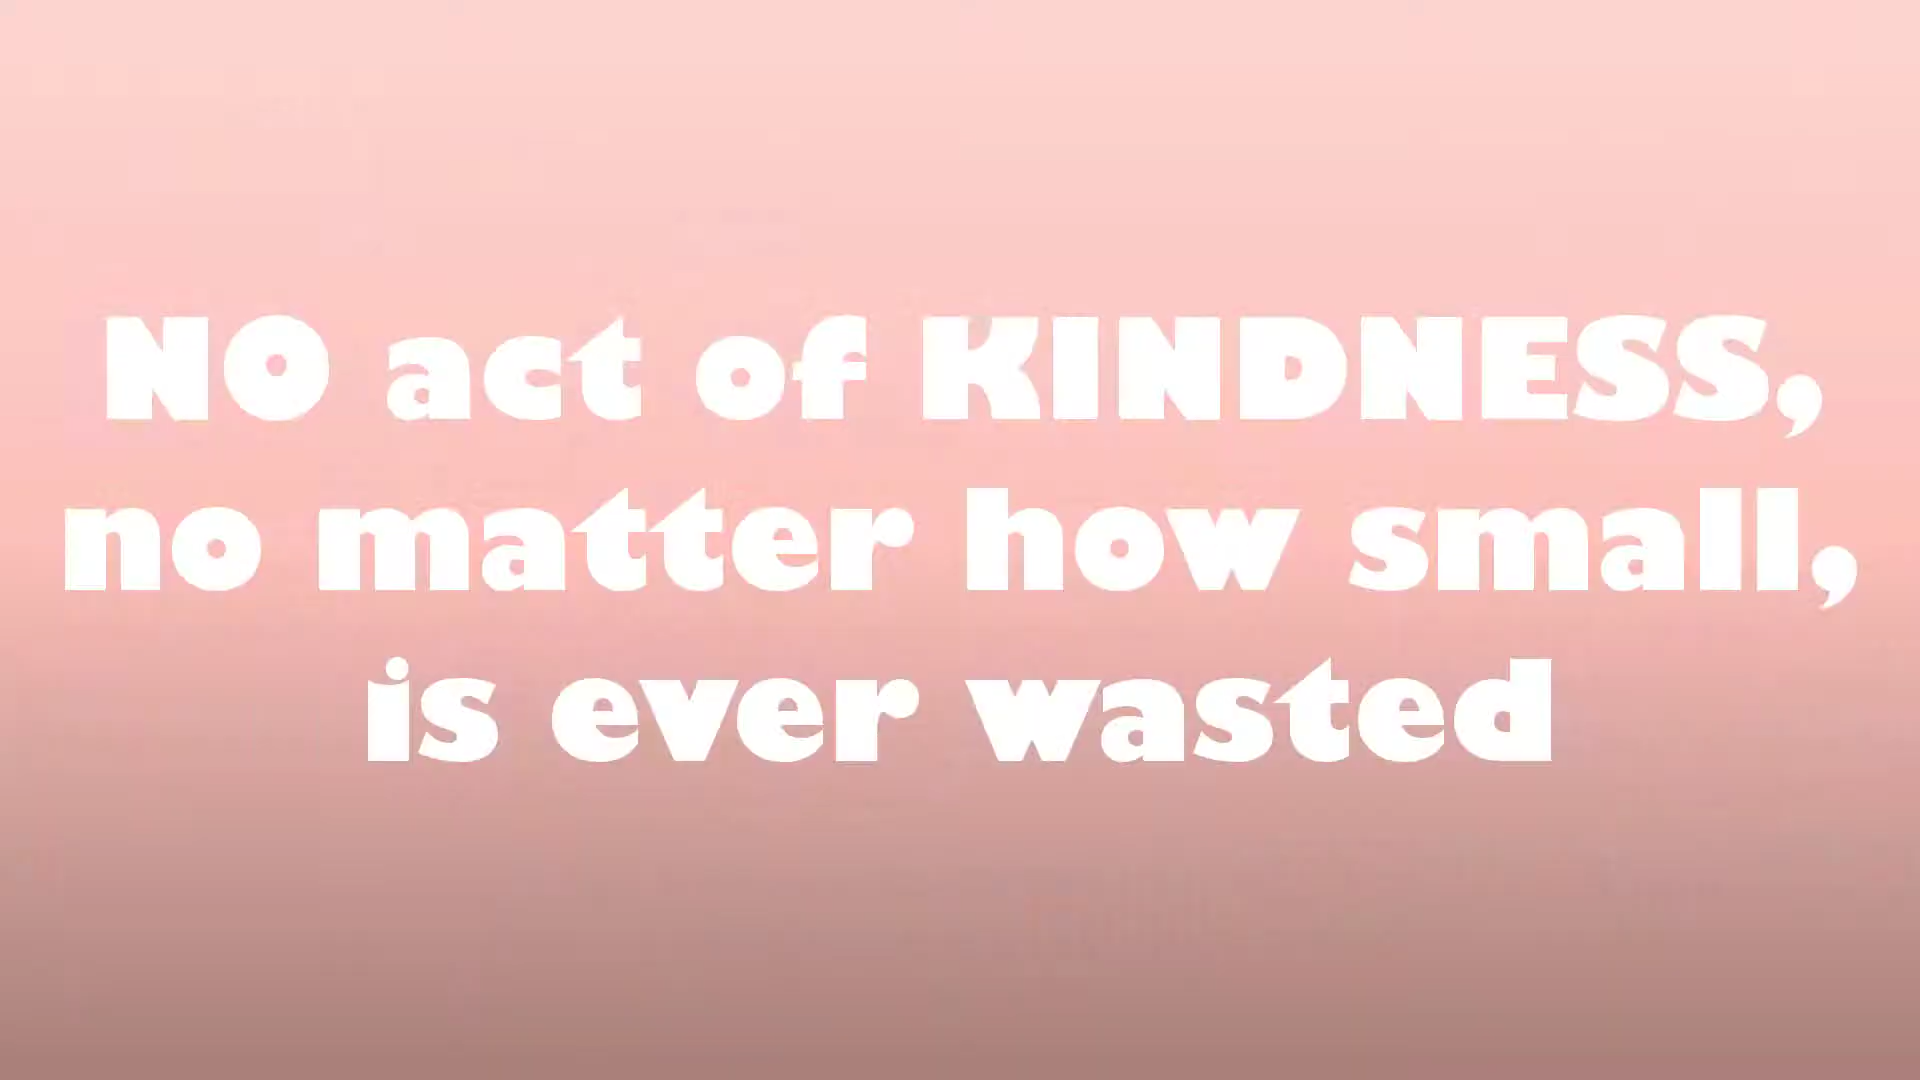 NO act of KINDNESS,
no matter how small,
is ever wasted